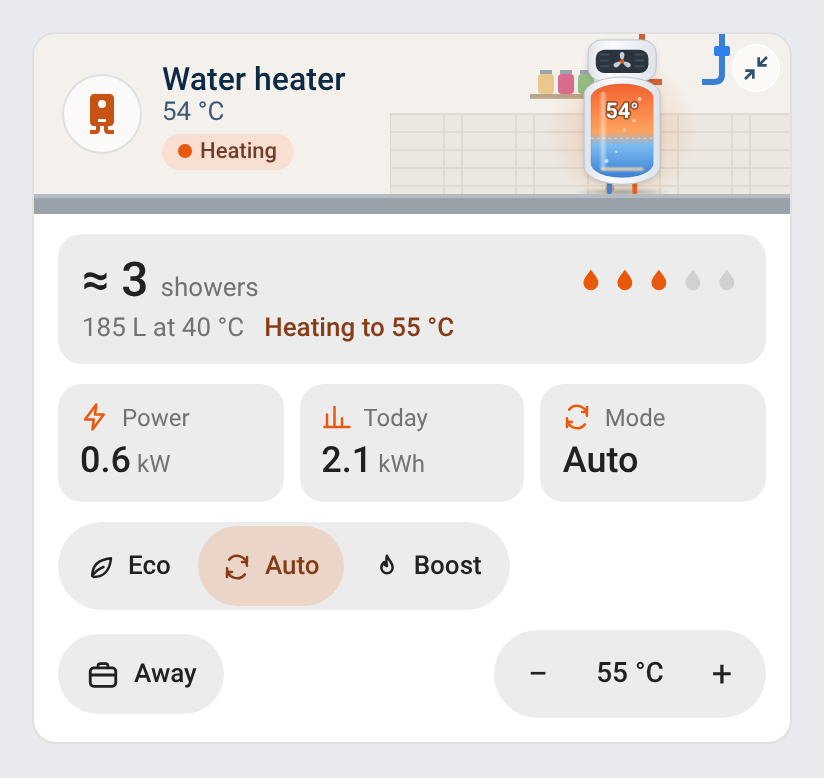 Water heater
54 °C
Heating
54°
≈ 3 showers
185 L at 40 °C Heating to 55 °C
Power
0.6 kW
Today
2.1 kWh
Mode
Auto
Eco Auto Boost
Away
− 55 °C +